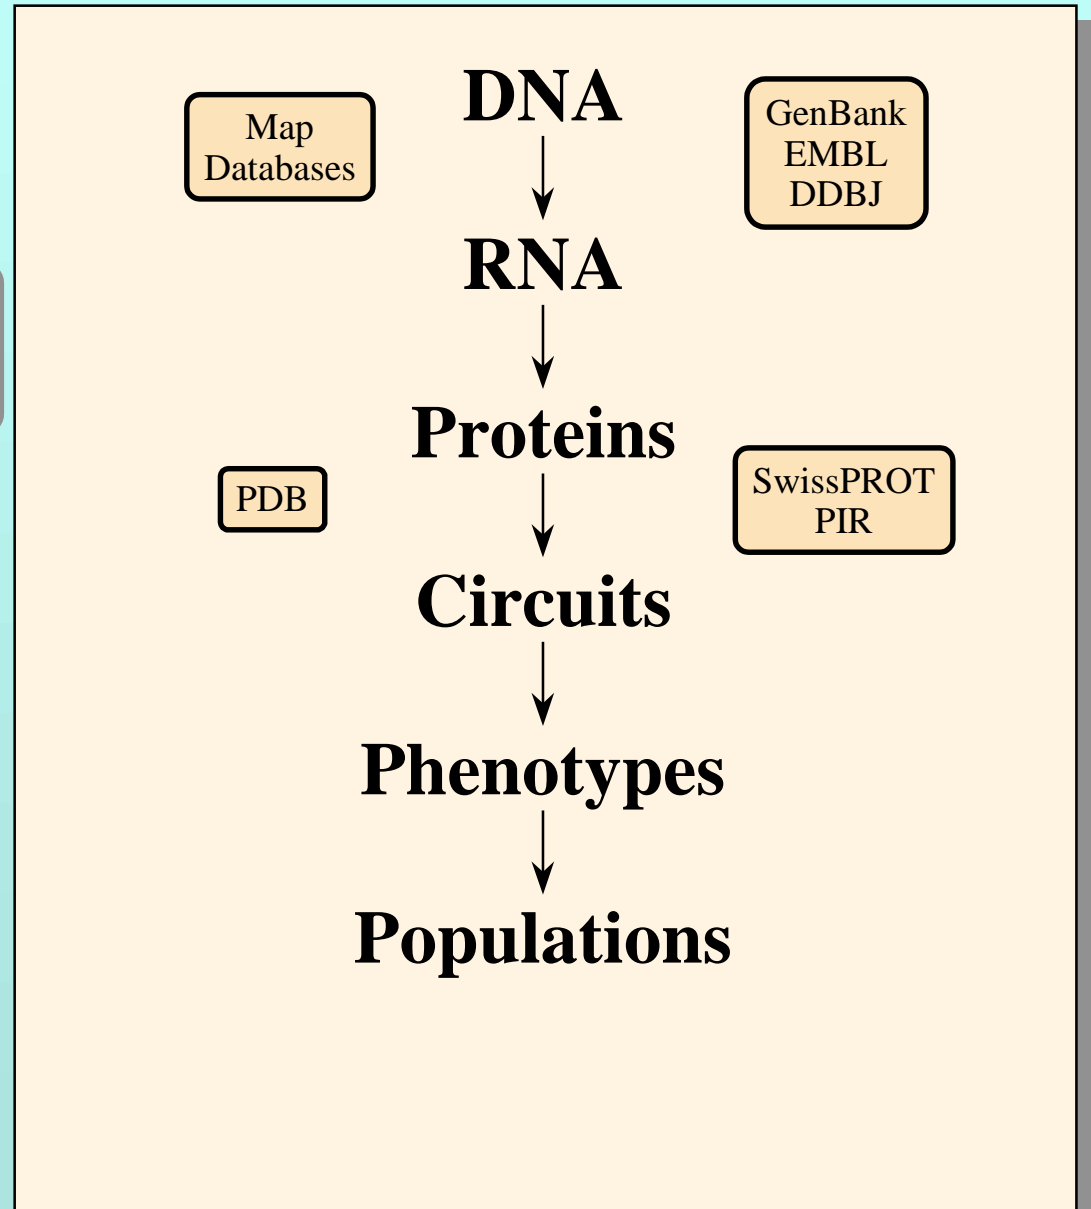 DNA
Map
Databases
GenBank
EMBL
DDBJ
RNA
Proteins
PDB
SwissPROT
PIR
Circuits
Phenotypes
Populations